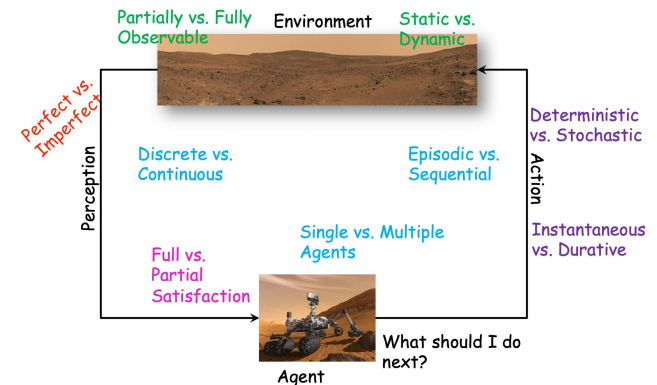 Partially vs. Fully
Observable
Environment
Static vs.
Dynamic
Perfect vs.
Imperfect
Deterministic
vs. Stochastic
Discrete vs.
Continuous
Episodic vs.
Sequential
Perception
Action
Single vs. Multiple
Agents
Instantaneous
vs. Durative
Full vs.
Partial
Satisfaction
What should I do
next?
Agent